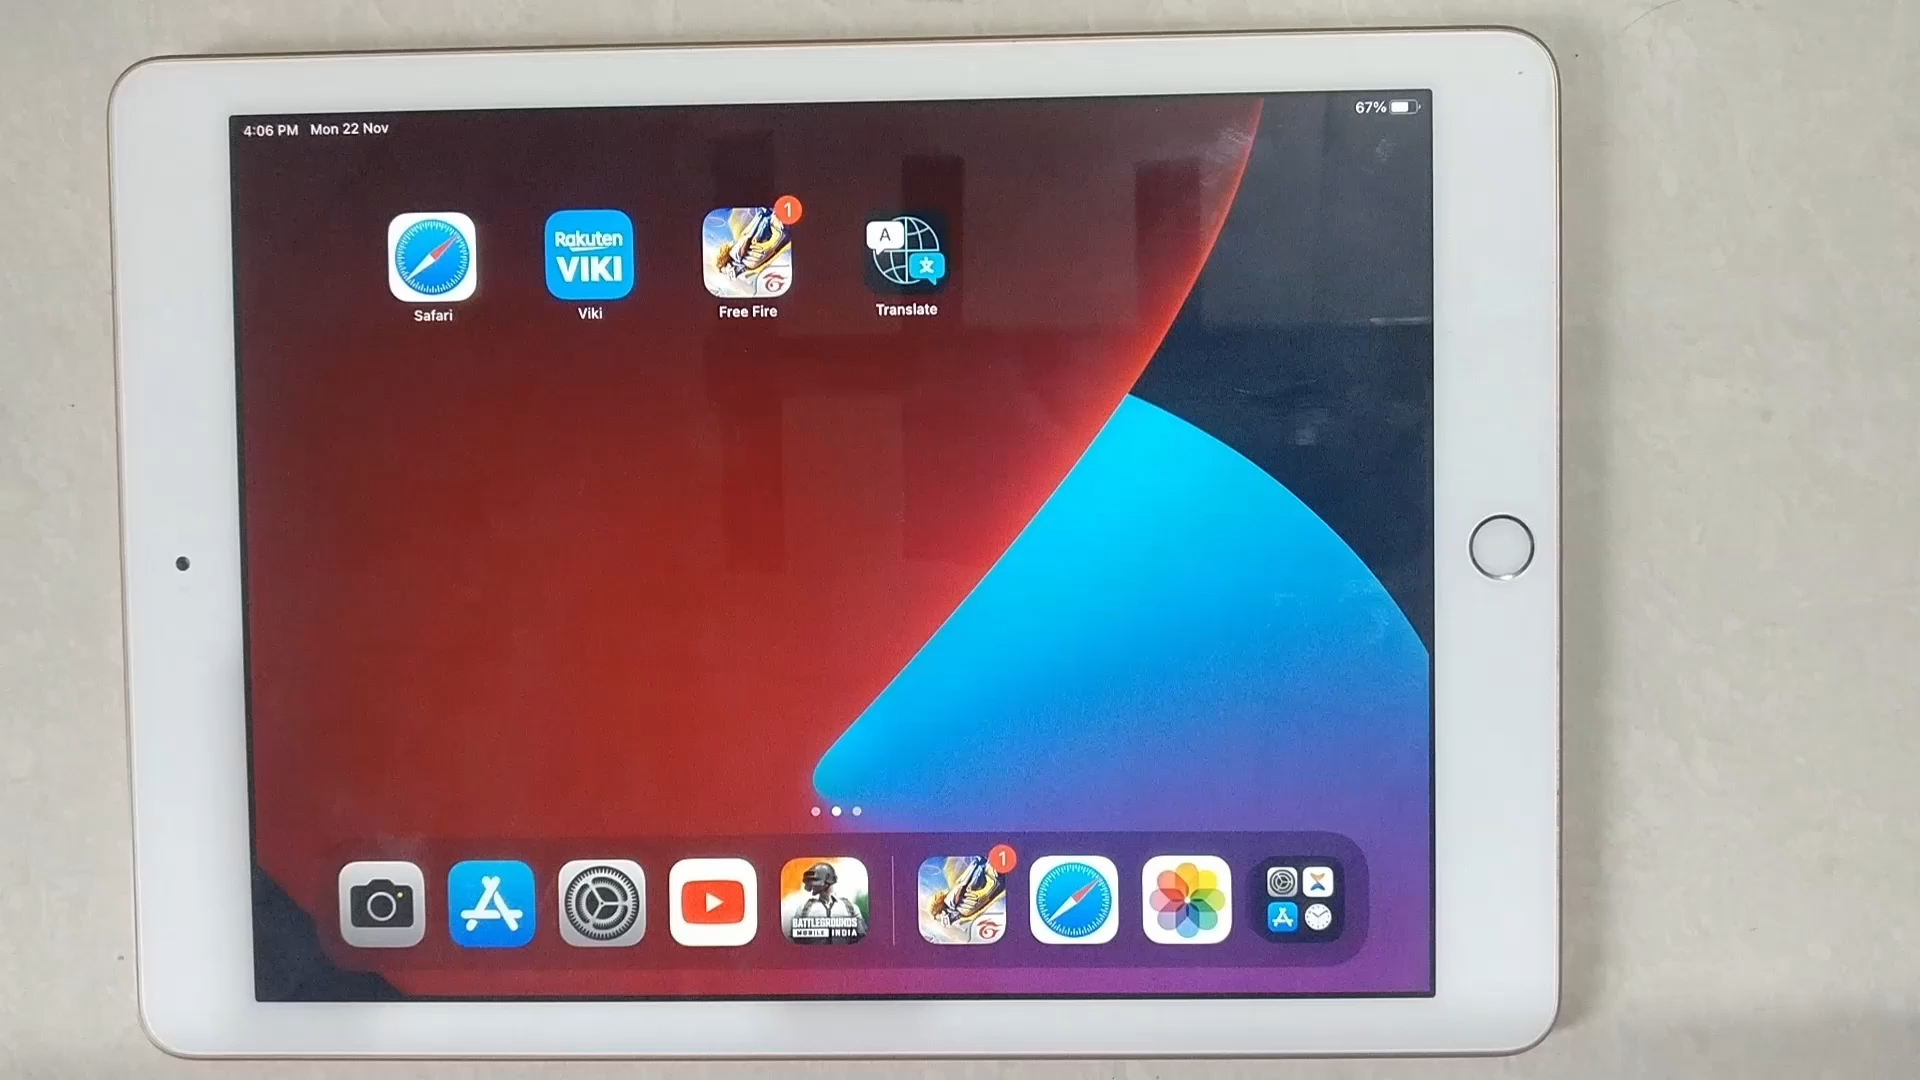 4:06 PM Mon 22 Nov
67%
Rakuten
VIKI
1
A
文
Safari
Viki
Free Fire
Translate
1
BATTLEGROUNDS
MOBILE INDIA